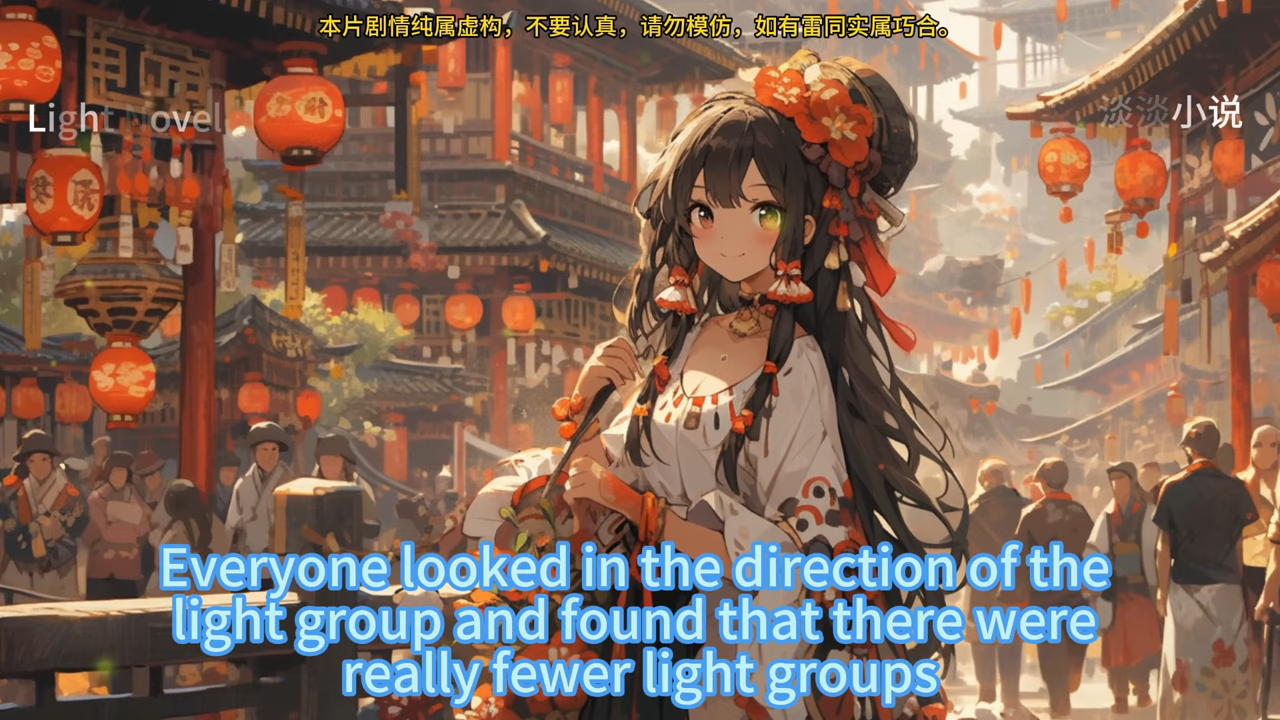 本片剧情纯属虚构，不要认真，请勿模仿，如有雷同实属巧合。
Light Novel
淡淡小说
Everyone looked in the direction of the
light group and found that there were
really fewer light groups